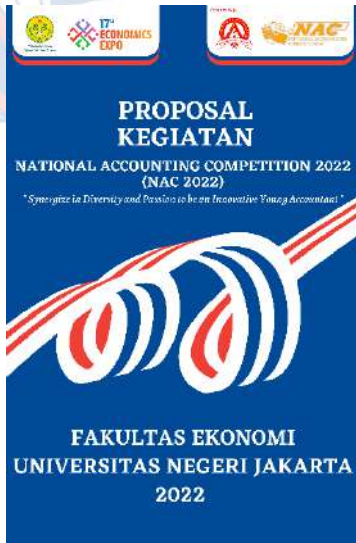 17th
ECONOMICS
EXPO
NAC
PROPOSAL
KEGIATAN
NATIONAL ACCOUNTING COMPETITION 2022
(NAC 2022)
"Synergize in Diversity and Passion to be an Innovative Young Accountant"
FAKULTAS EKONOMI
UNIVERSITAS NEGERI JAKARTA
2022